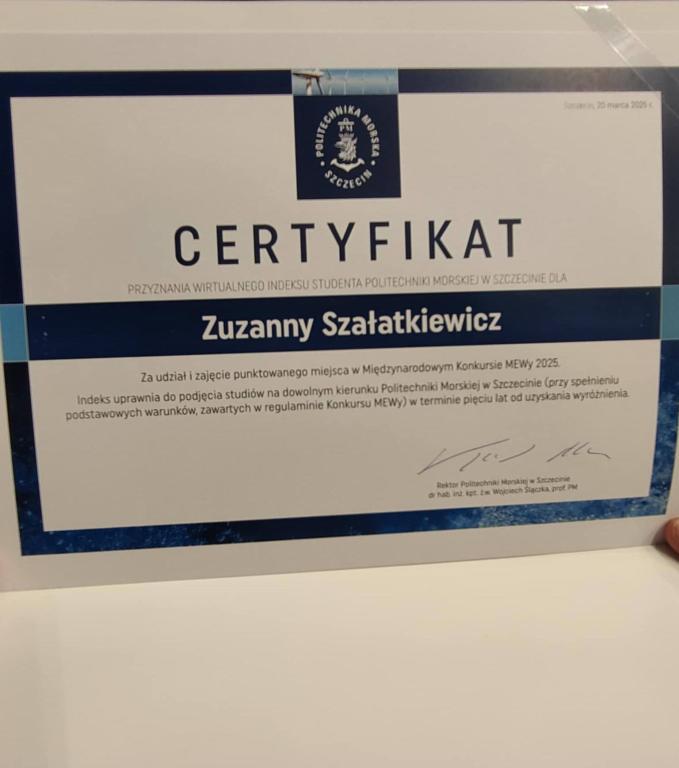 Szczecin, 20 marca 2025 r.
POLITECHNIKA MORSKA
PM
SZCZECIN
CERTYFIKAT
PRZYZNANIA WIRTUALNEGO INDEKSU STUDENTA POLITECHNIKI MORSKIEJ W SZCZECINIE DLA
Zuzanny Szałatkiewicz
Za udział i zajęcie punktowanego miejsca w Międzynarodowym Konkursie MEWy 2025.
Indeks uprawnia do podjęcia studiów na dowolnym kierunku Politechniki Morskiej w Szczecinie (przy spełnieniu
podstawowych warunków, zawartych w regulaminie Konkursu MEWy) w terminie pięciu lat od uzyskania wyróżnienia.
Rektor Politechniki Morskiej w Szczecinie
dr hab. inż. kpt. ż.w. Wojciech Ślączka, prof. PM